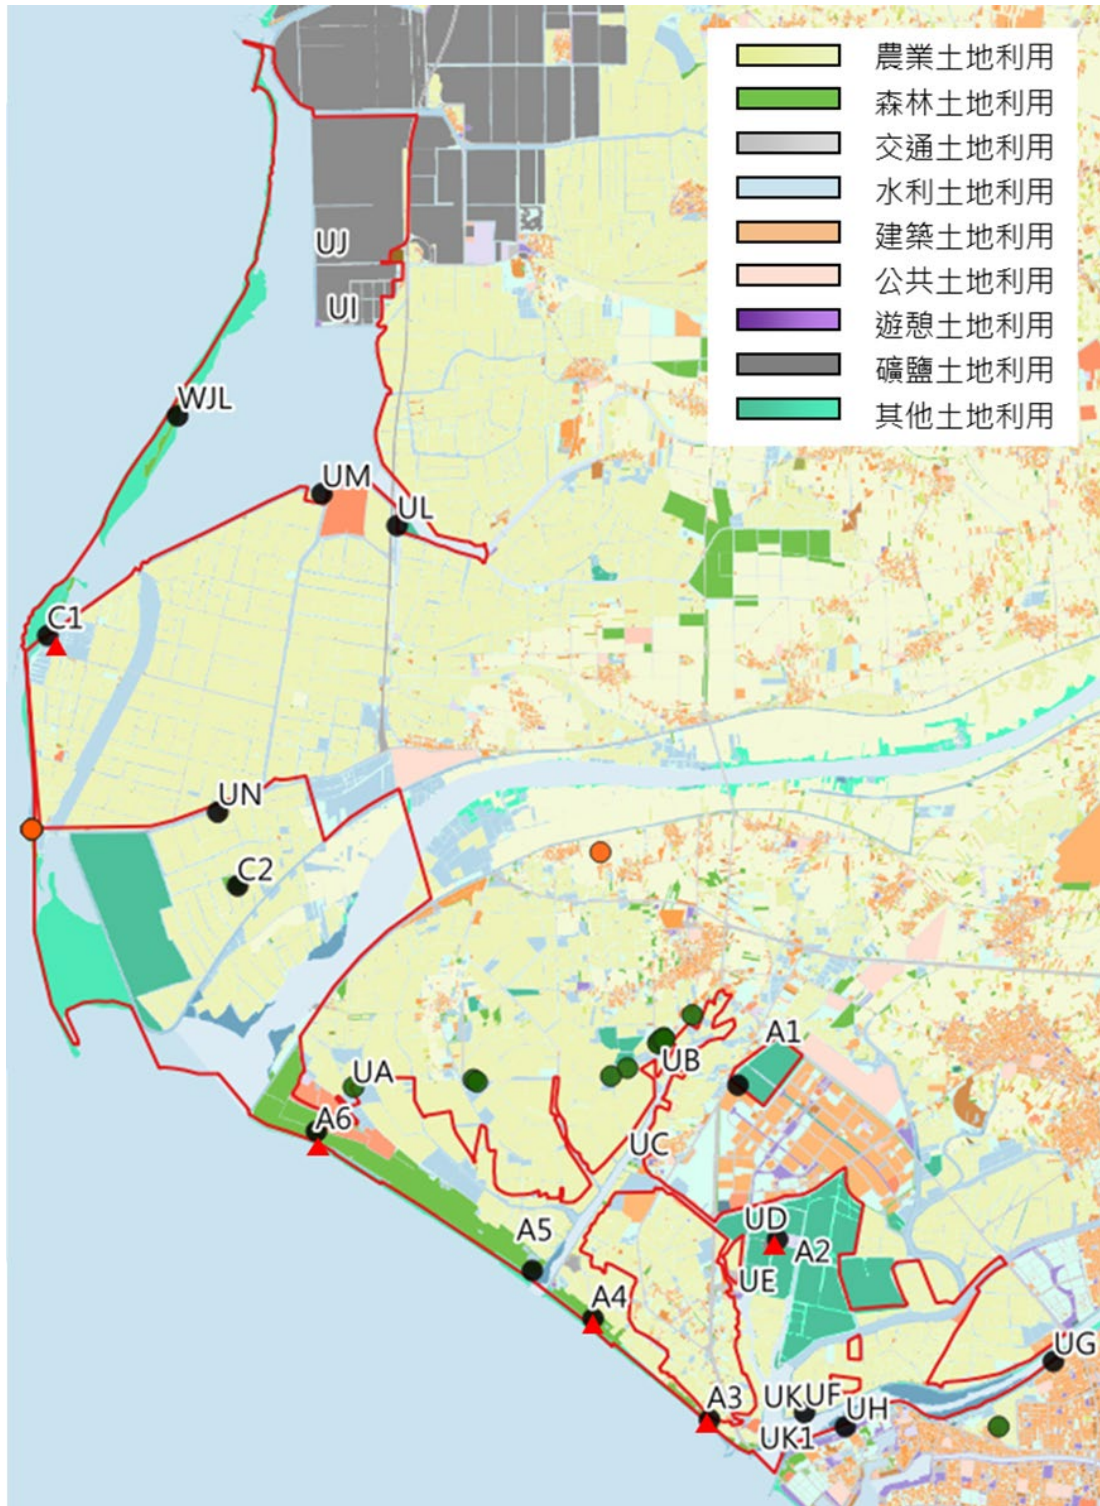 農業土地利用
森林土地利用
交通土地利用
水利土地利用
建築土地利用
公共土地利用
遊憩土地利用
礦鹽土地利用
其他土地利用
UJ
UI
WJL
UM
UL
C1
UN
C2
A1
UB
UA
A6
UC
UD
A5
A2
UE
A4
UG
A3
UK
UF
UH
UK1